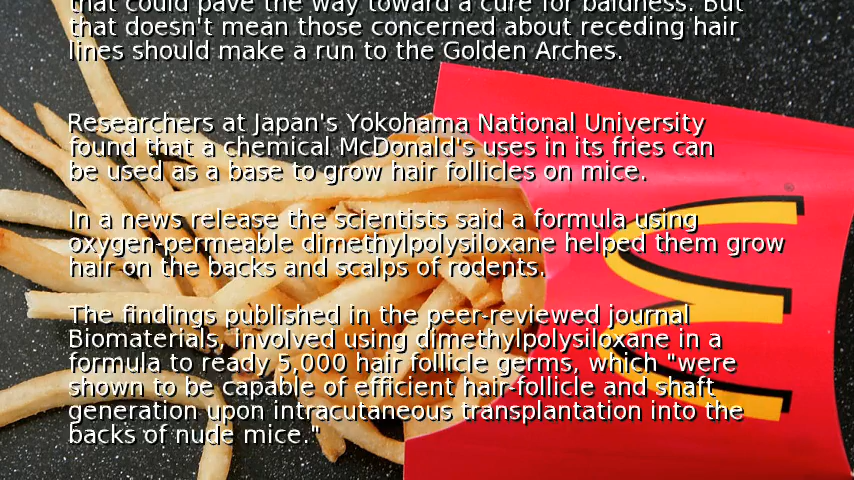 that could pave the way toward a cure for baldness. But
that doesn't mean those concerned about receding hair
lines should make a run to the Golden Arches.
Researchers at Japan's Yokohama National University
found that a chemical McDonald's uses in its fries can
be used as a base to grow hair follicles on mice.
In a news release the scientists said a formula using
oxygen-permeable dimethylpolysiloxane helped them grow
hair on the backs and scalps of rodents.
The findings published in the peer-reviewed journal
Biomaterials, involved using dimethylpolysiloxane in a
formula to ready 5,000 hair follicle germs, which "were
shown to be capable of efficient hair-follicle and shaft
generation upon intracutaneous transplantation into the
backs of nude mice."